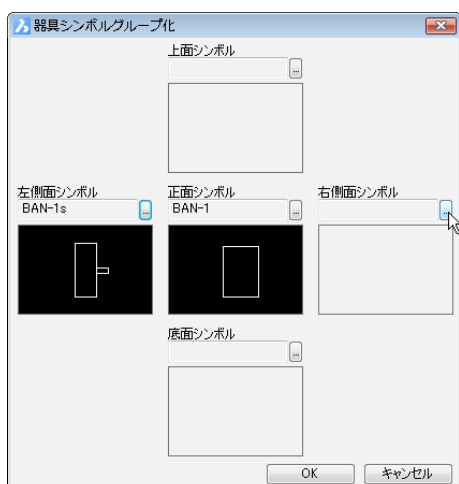 器具シンボルグループ化
上面シンボル
...
左側面シンボル
正面シンボル
右側面シンボル
BAN-1s
...
BAN-1
...
...
底面シンボル
...
OK
キャンセル